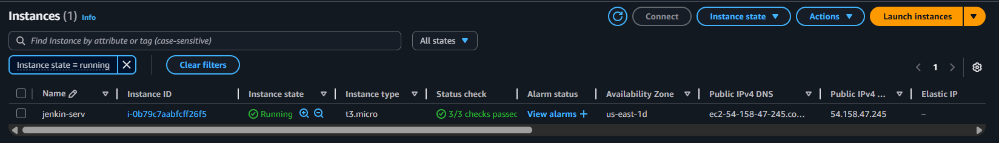 Instances (1) Info
Connect Instance state Actions Launch instances
Find Instance by attribute or tag (case-sensitive) All states
Instance state = running Clear filters
1
Name Instance ID Instance state Instance type Status check Alarm status Availability Zone Public IPv4 DNS Public IPv4 ... Elastic IP
jenkin-serv i-0b79c7aabfcff26f5 Running t3.micro 3/3 checks passec View alarms + us-east-1d ec2-54-158-47-245.co... 54.158.47.245 –